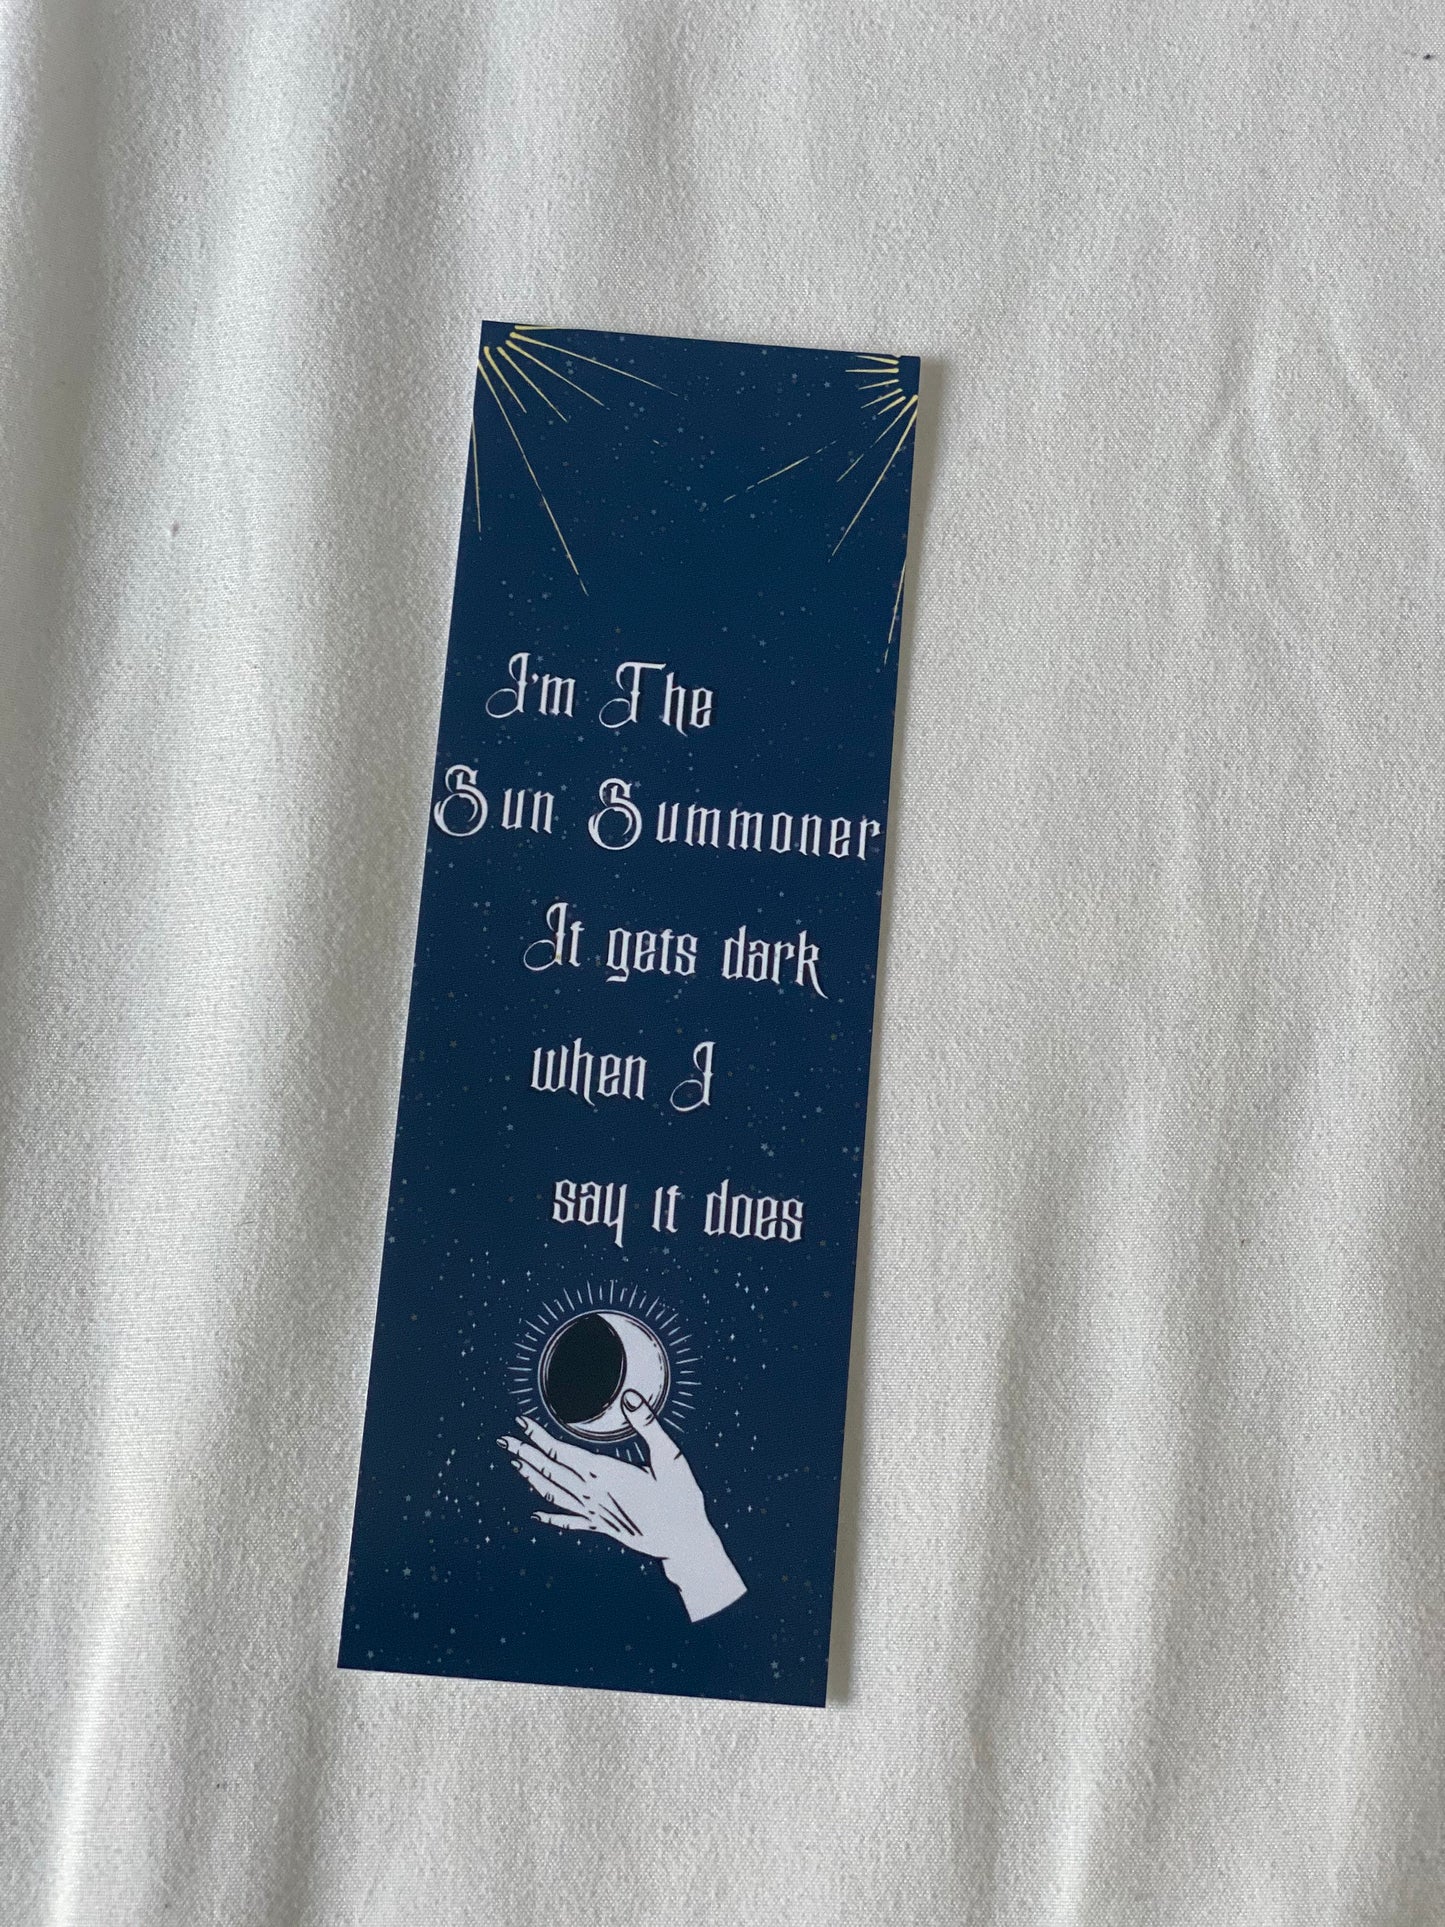 I'm The
Sun Summoner
It gets dark
when I
say it does